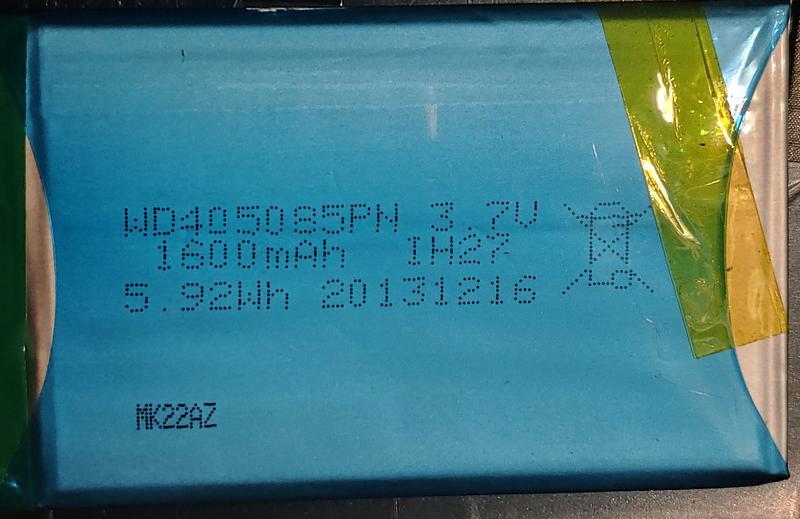 WD405085PN 3.7V
1600mAh IH27
5.92Wh 20131216
MK22AZ